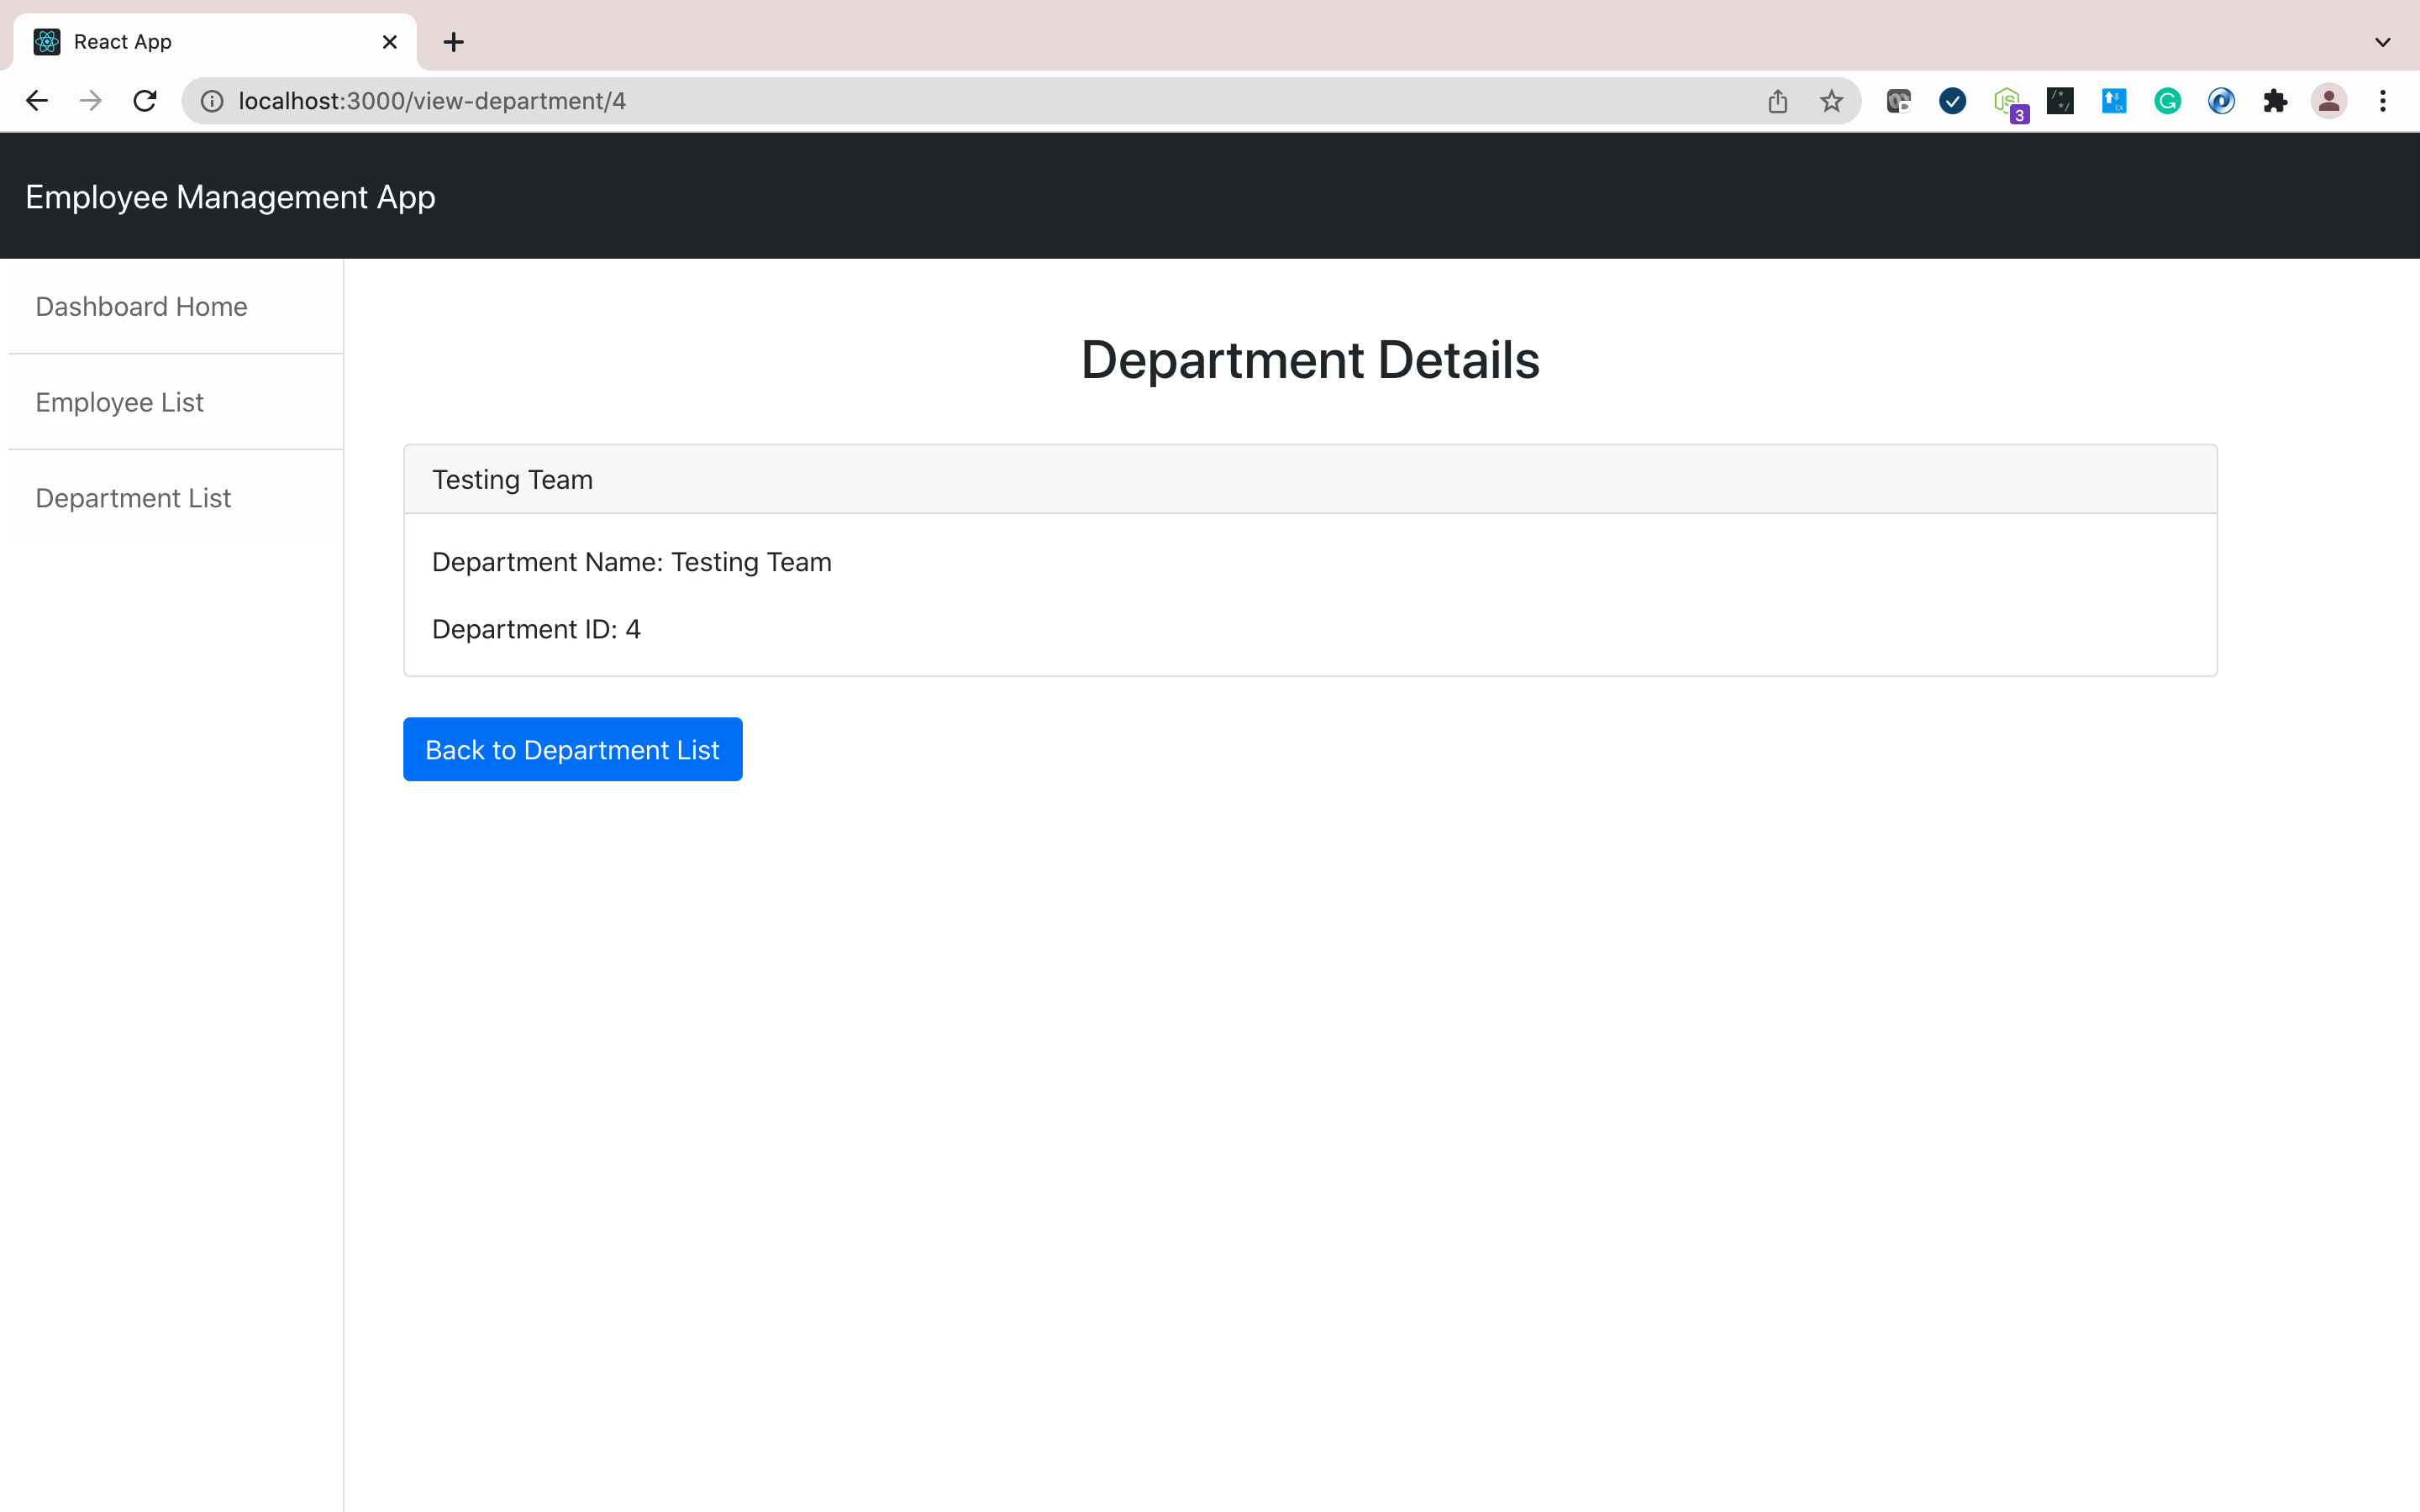 React App
localhost:3000/view-department/4
3
Employee Management App
Dashboard Home
Employee List
Department List
Department Details
Testing Team
Department Name: Testing Team
Department ID: 4
Back to Department List